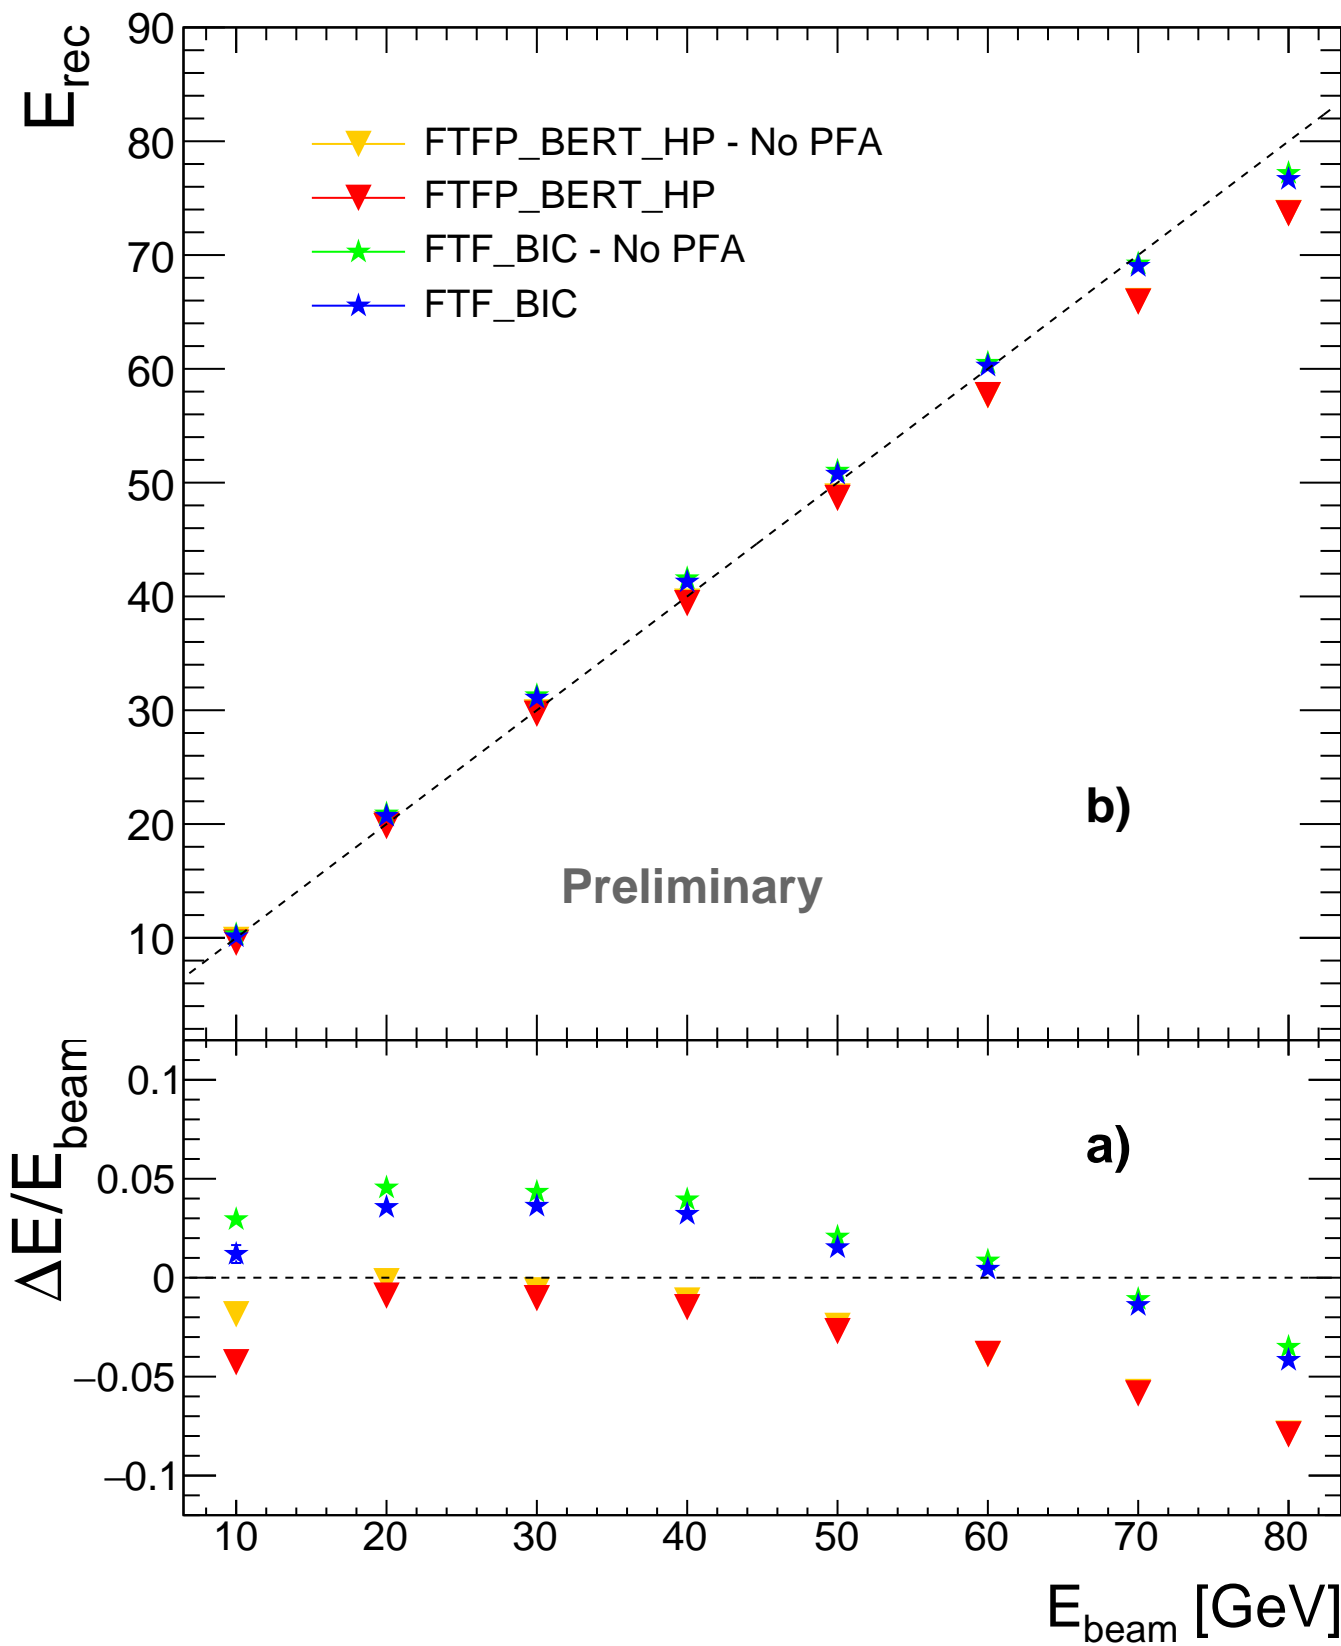 E_rec
90
80
70
60
50
40
30
20
10
FTFP_BERT_HP - No PFA
FTFP_BERT_HP
FTF_BIC - No PFA
FTF_BIC
b)
Preliminary
ΔE/E_beam
0.1
0.05
0
−0.05
−0.1
a)
10 20 30 40 50 60 70 80
E_beam [GeV]